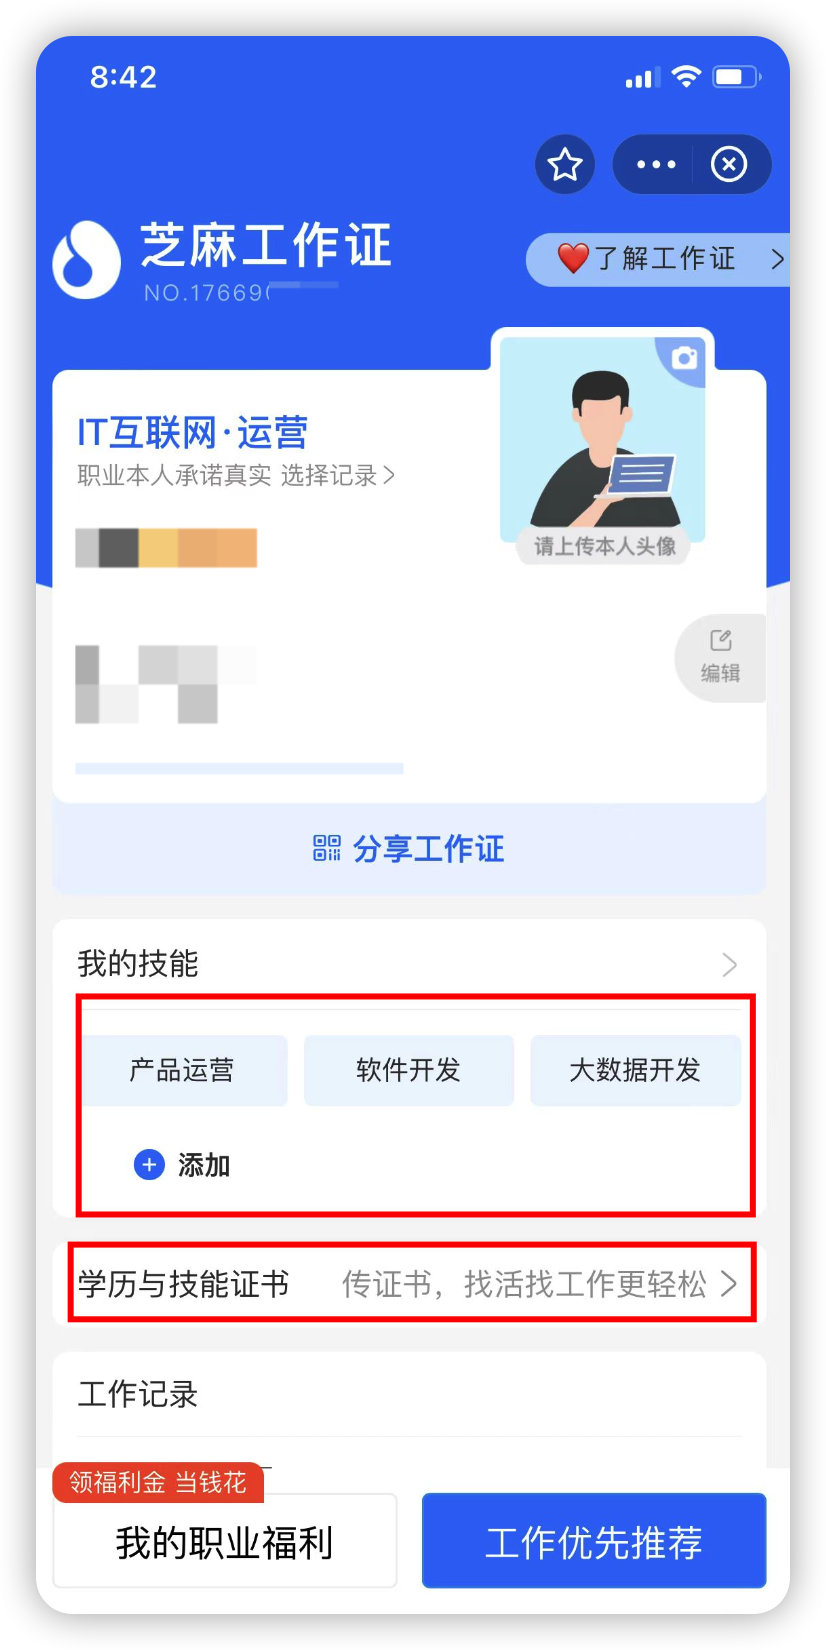 8:42
芝麻工作证
NO.17669
❤️了解工作证 >
IT互联网·运营
职业本人承诺真实 选择记录>
请上传本人头像
编辑
分享工作证
我的技能
产品运营 软件开发 大数据开发
添加
学历与技能证书 传证书，找活找工作更轻松
工作记录
领福利金 当钱花
我的职业福利 工作优先推荐